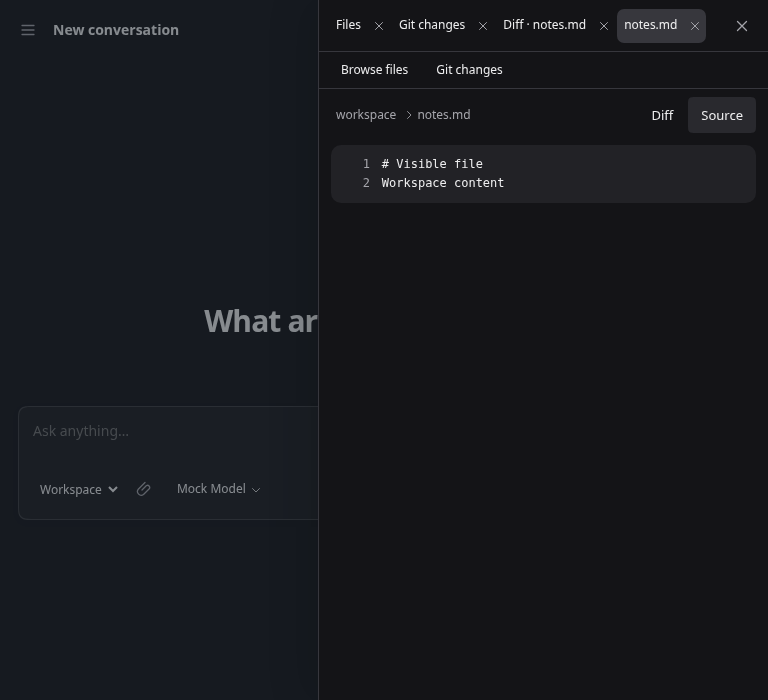 New conversation
What ar
Ask anything...
Workspace
Mock Model
Files
Git changes
Diff · notes.md
notes.md
Browse files
Git changes
workspace > notes.md
Diff
Source
1 # Visible file
2 Workspace content